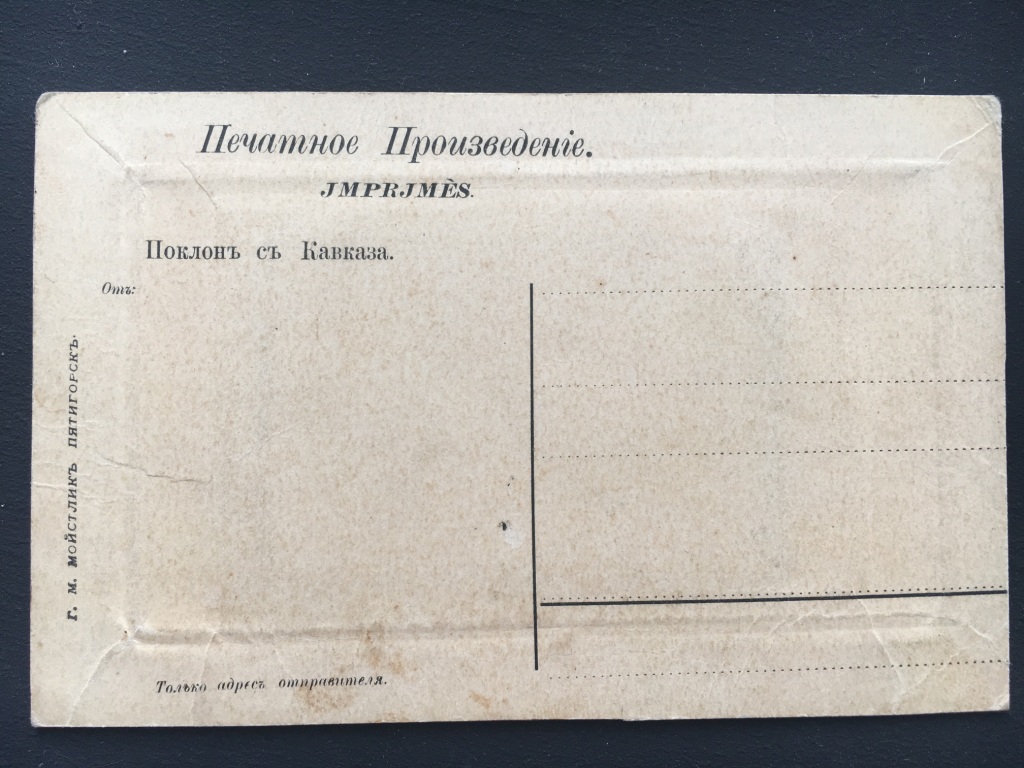 Печатное Произведеніе.
JMPRJMÈS.
Поклонъ съ Кавказа.
Отъ:
Г. М. МОЙСТЛИКЪ ПЯТИГОРСКЪ.
Только адресъ отправителя.